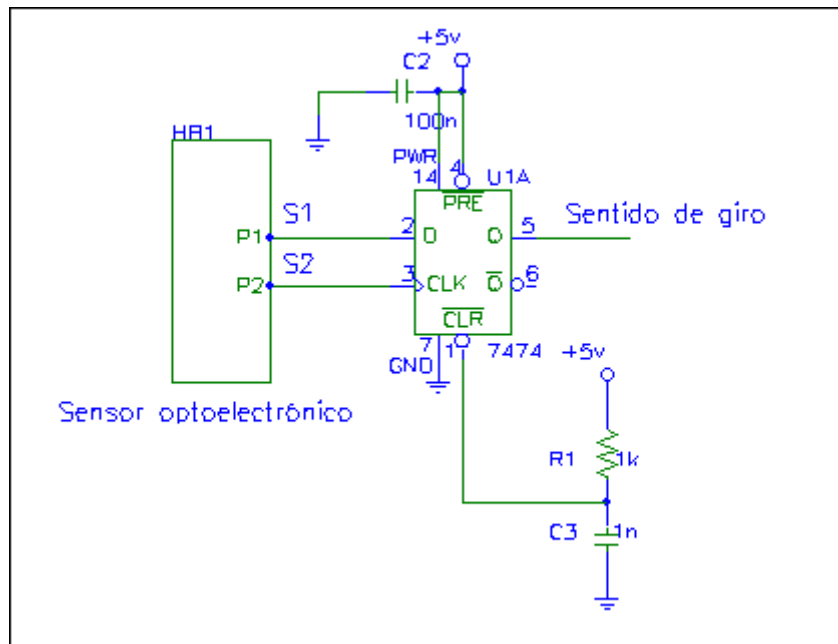 +5v
C2
100n
HA1
PWR
14
4
U1A
PRE
S1
P1
2
D
Q
5
Sentido de giro
S2
P2
3
CLK
Q
6
CLR
7
1
7474
GND
+5v
Sensor optoelectrónico
R1
1k
C3
1n